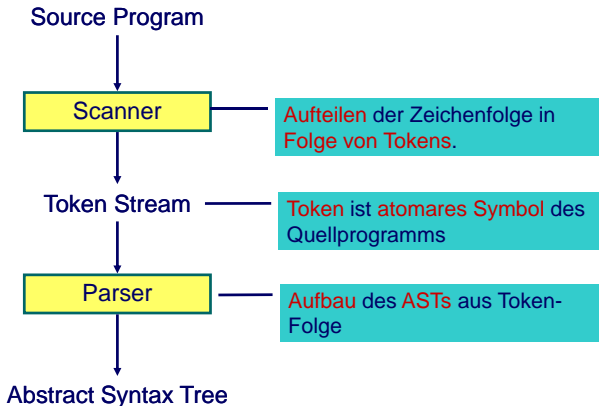 Source Program
Scanner
Aufteilen der Zeichenfolge in
Folge von Tokens.
Token Stream
Token ist atomares Symbol des
Quellprogramms
Parser
Aufbau des ASTs aus Token-
Folge
Abstract Syntax Tree